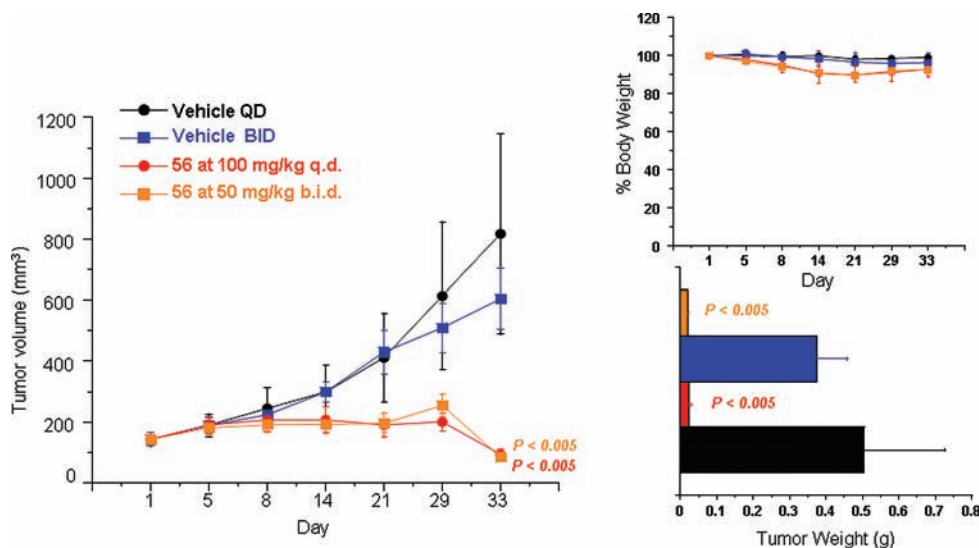 Vehicle QD
Vehicle BID
56 at 100 mg/kg q.d.
56 at 50 mg/kg b.i.d.
1200
1000
800
600
400
200
0
Tumor volume (mm³)
P < 0.005
P < 0.005
1 5 8 14 21 29 33
Day
120
100
80
60
40
20
0
% Body Weight
1 5 8 14 21 29 33
Day
P < 0.005
P < 0.005
0 0.1 0.2 0.3 0.4 0.5 0.6 0.7 0.8
Tumor Weight (g)